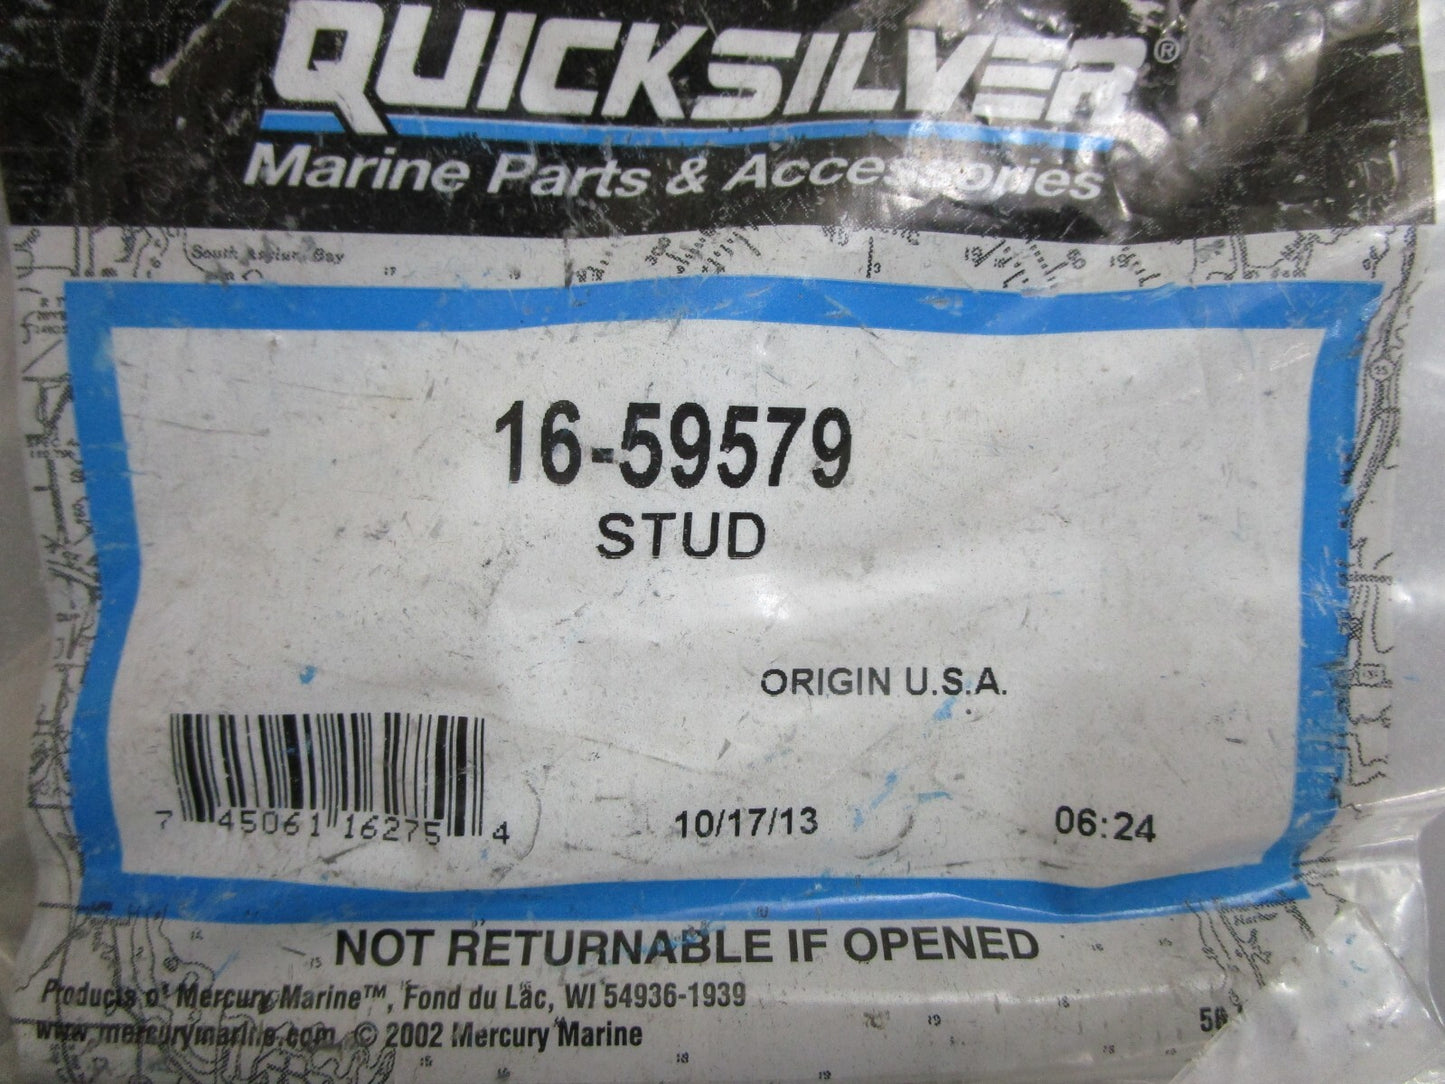 QUICKSILVER®
Marine Parts & Accessories
16-59579
STUD
ORIGIN U.S.A.
7 45061 16275 4
10/17/13 06:24
NOT RETURNABLE IF OPENED
Products of Mercury Marine™, Fond du Lac, WI 54936-1939
www.mercurymarine.com © 2002 Mercury Marine